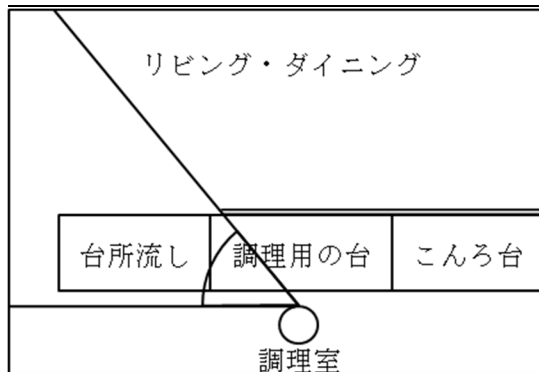 リビング・ダイニング
台所流し 調理用の台 こんろ台
調理室